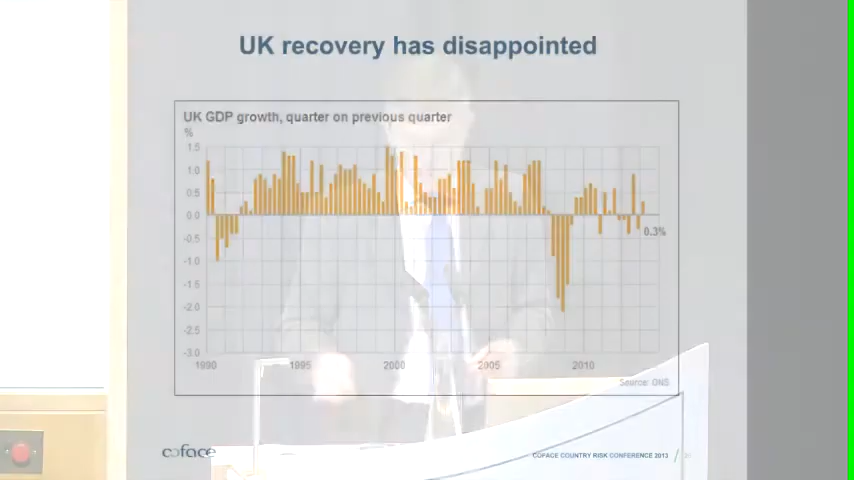 UK recovery has disappointed
UK GDP growth, quarter on previous quarter
%
1.5
1.0
0.5
0.0
-0.5
0.3%
-1.0
-1.5
-2.0
-2.5
-3.0
1990 1995 2000 2005 2010
Source: ONS
coface
COFACE COUNTRY RISK CONFERENCE 2013 /